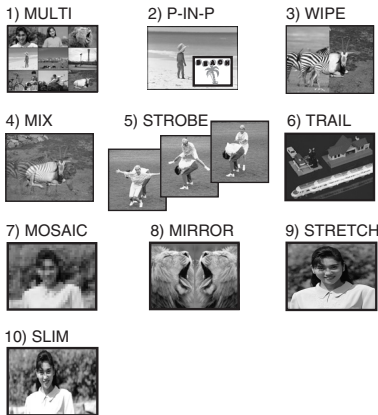 1) MULTI
2) P-IN-P
3) WIPE
BEACH
4) MIX
5) STROBE
6) TRAIL
7) MOSAIC
8) MIRROR
9) STRETCH
10) SLIM